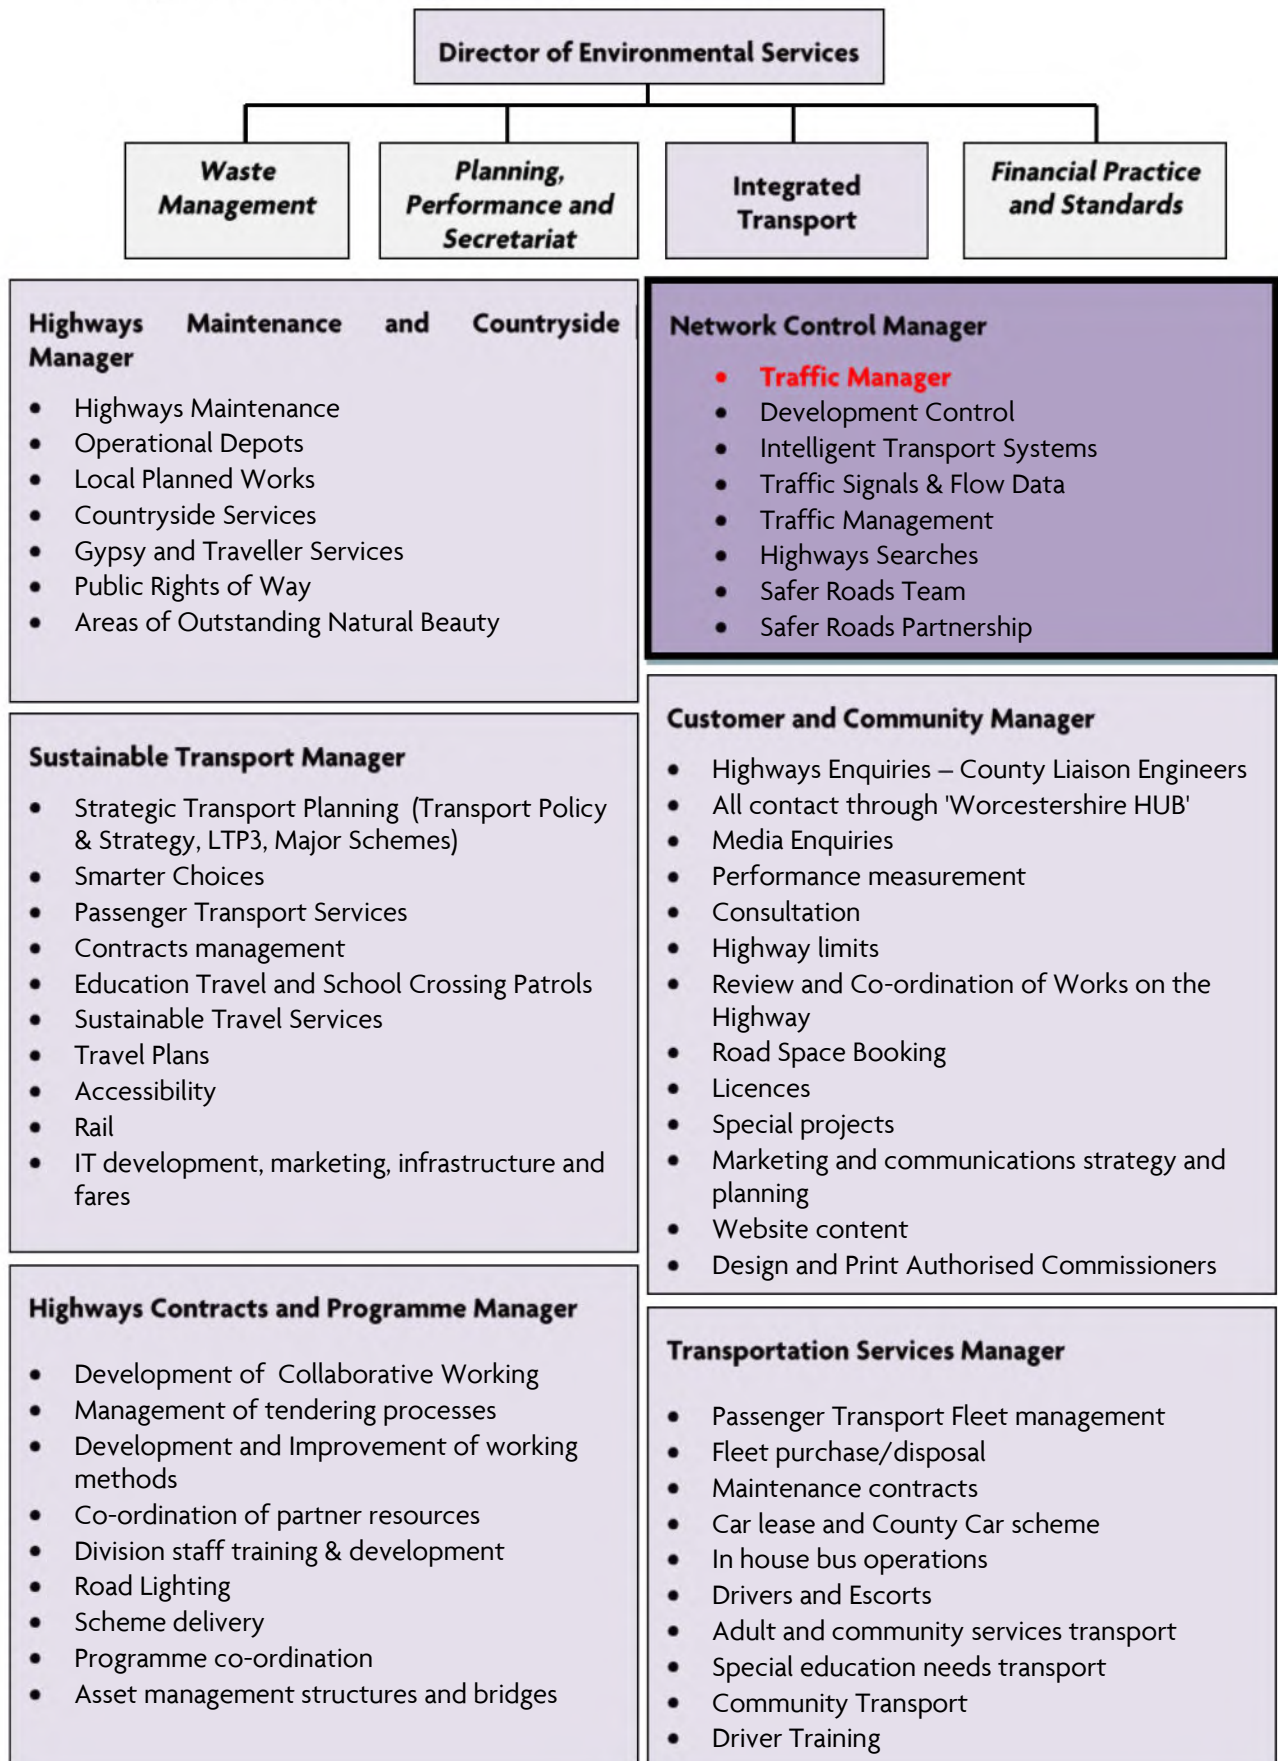 Director of Environmental Services
Waste
Management
Planning,
Performance and
Secretariat
Integrated
Transport
Financial Practice
and Standards
Highways Maintenance and Countryside
Manager
• Highways Maintenance
• Operational Depots
• Local Planned Works
• Countryside Services
• Gypsy and Traveller Services
• Public Rights of Way
• Areas of Outstanding Natural Beauty
Network Control Manager
• Traffic Manager
• Development Control
• Intelligent Transport Systems
• Traffic Signals & Flow Data
• Traffic Management
• Highways Searches
• Safer Roads Team
• Safer Roads Partnership
Sustainable Transport Manager
• Strategic Transport Planning (Transport Policy
& Strategy, LTP3, Major Schemes)
• Smarter Choices
• Passenger Transport Services
• Contracts management
• Education Travel and School Crossing Patrols
• Sustainable Travel Services
• Travel Plans
• Accessibility
• Rail
• IT development, marketing, infrastructure and
fares
Customer and Community Manager
• Highways Enquiries – County Liaison Engineers
• All contact through 'Worcestershire HUB'
• Media Enquiries
• Performance measurement
• Consultation
• Highway limits
• Review and Co-ordination of Works on the
Highway
• Road Space Booking
• Licences
• Special projects
• Marketing and communications strategy and
planning
• Website content
• Design and Print Authorised Commissioners
Highways Contracts and Programme Manager
• Development of Collaborative Working
• Management of tendering processes
• Development and Improvement of working
methods
• Co-ordination of partner resources
• Division staff training & development
• Road Lighting
• Scheme delivery
• Programme co-ordination
• Asset management structures and bridges
Transportation Services Manager
• Passenger Transport Fleet management
• Fleet purchase/disposal
• Maintenance contracts
• Car lease and County Car scheme
• In house bus operations
• Drivers and Escorts
• Adult and community services transport
• Special education needs transport
• Community Transport
• Driver Training